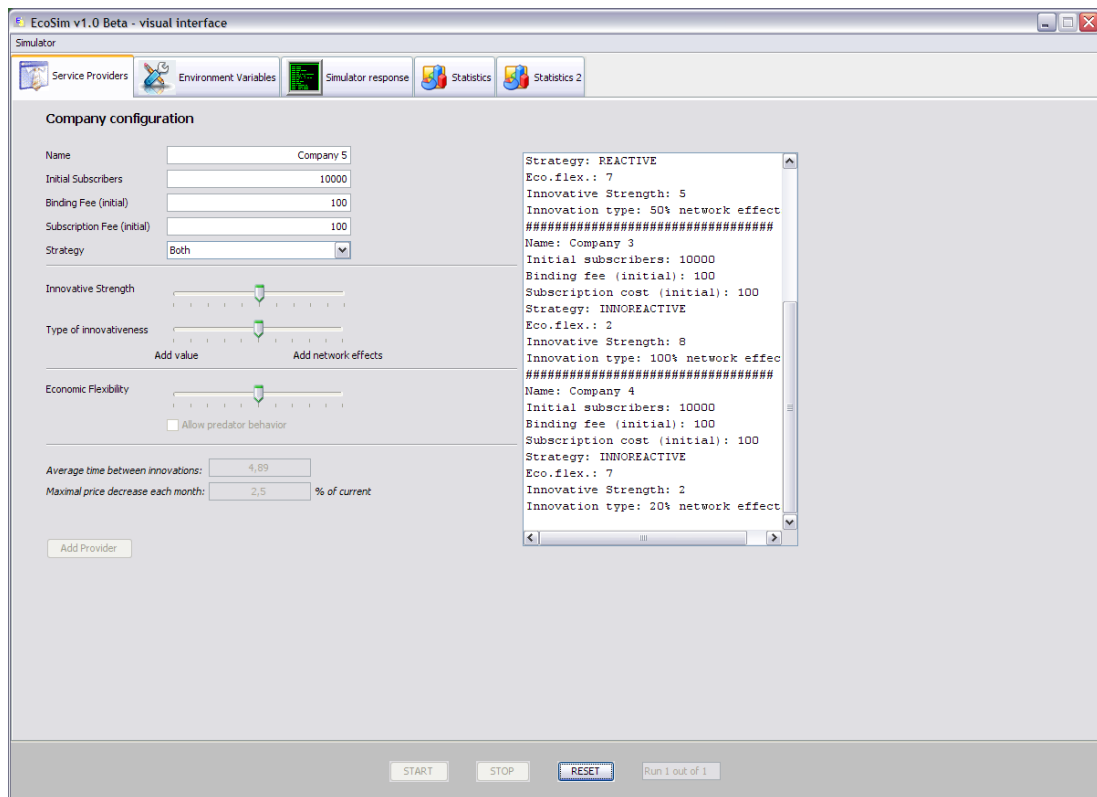 EcoSim v1.0 Beta - visual interface
Simulator
Service Providers
Environment Variables
Simulator response
Statistics
Statistics 2
Company configuration
Name
Company 5
Initial Subscribers
10000
Binding Fee (initial)
100
Subscription Fee (initial)
100
Strategy
Both
Innovative Strength
Type of innovativeness
Add value
Add network effects
Economic Flexibility
Allow predator behavior
Average time between innovations:
4,89
Maximal price decrease each month:
2,5
% of current
Add Provider
Strategy: REACTIVE
Eco.flex.: 7
Innovative Strength: 5
Innovation type: 50% network effect
##################################
Name: Company 3
Initial subscribers: 10000
Binding fee (initial): 100
Subscription cost (initial): 100
Strategy: INNOREACTIVE
Eco.flex.: 2
Innovative Strength: 8
Innovation type: 100% network effec
##################################
Name: Company 4
Initial subscribers: 10000
Binding fee (initial): 100
Subscription cost (initial): 100
Strategy: INNOREACTIVE
Eco.flex.: 7
Innovative Strength: 2
Innovation type: 20% network effect
START
STOP
RESET
Run 1 out of 1